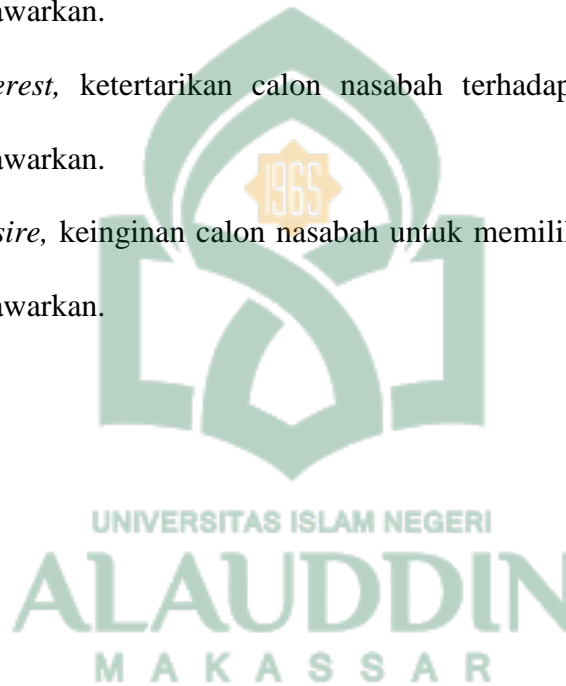 awarkan.
erest, ketertarikan calon nasabah terhadap
awarkan.
1965
sire, keinginan calon nasabah untuk memilik
awarkan.
UNIVERSITAS ISLAM NEGERI
ALAUDDIN
MAKASSAR